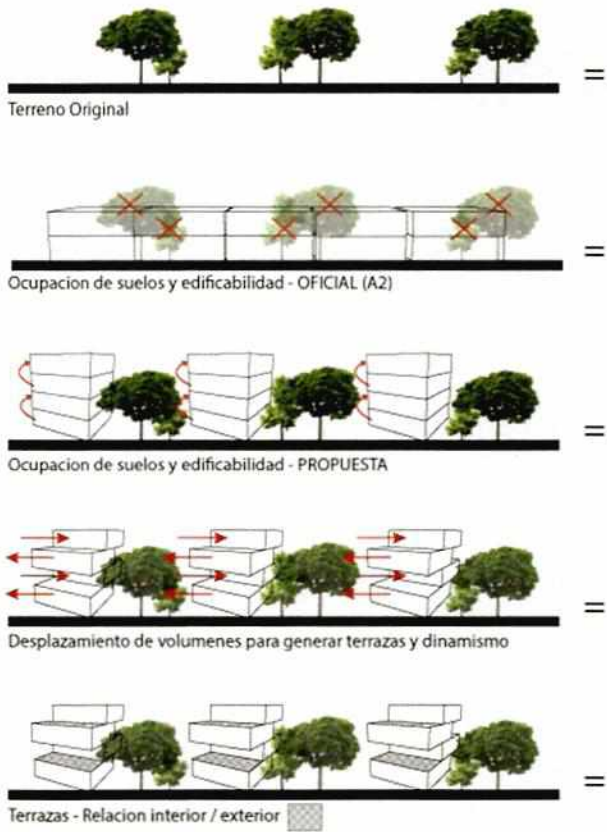 =
Terreno Original
=
Ocupacion de suelos y edificabilidad - OFICIAL (A2)
=
Ocupacion de suelos y edificabilidad - PROPUESTA
=
Desplazamiento de volumenes para generar terrazas y dinamismo
=
Terrazas - Relacion interior / exterior